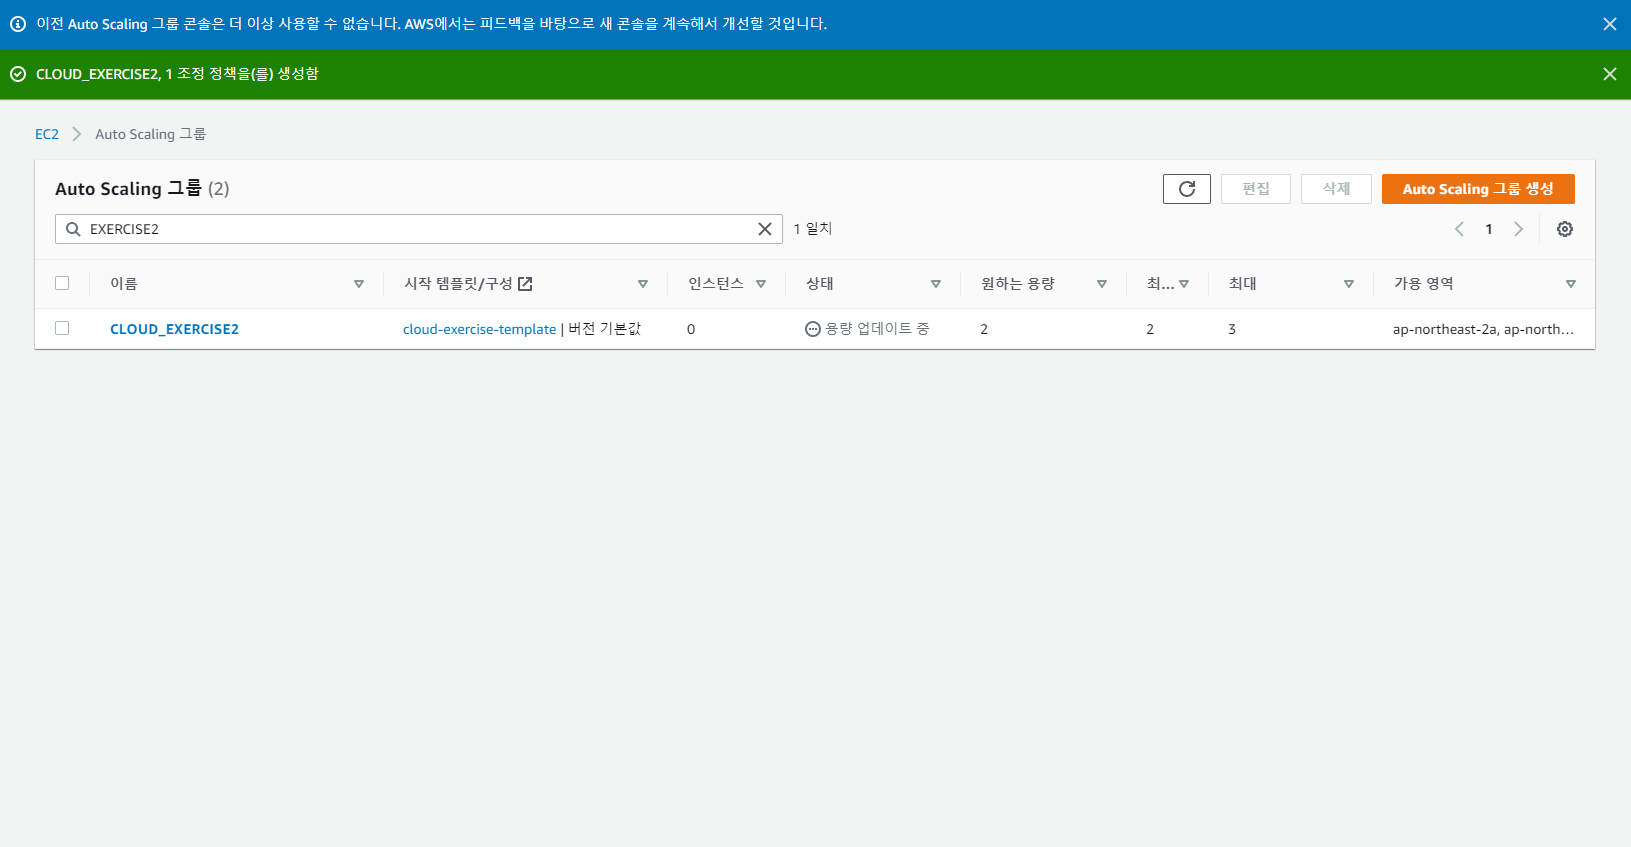 이전 Auto Scaling 그룹 콘솔은 더 이상 사용할 수 없습니다. AWS에서는 피드백을 바탕으로 새 콘솔을 계속해서 개선할 것입니다.
CLOUD_EXERCISE2, 1 조정 정책을(를) 생성함
EC2 Auto Scaling 그룹
Auto Scaling 그룹 (2) 편집 삭제 Auto Scaling 그룹 생성
EXERCISE2 1 일치 1
이름 시작 템플릿/구성 인스턴스 상태 원하는 용량 최... 최대 가용 영역
CLOUD_EXERCISE2 cloud-exercise-template | 버전 기본값 0 용량 업데이트 중 2 2 3 ap-northeast-2a, ap-north...